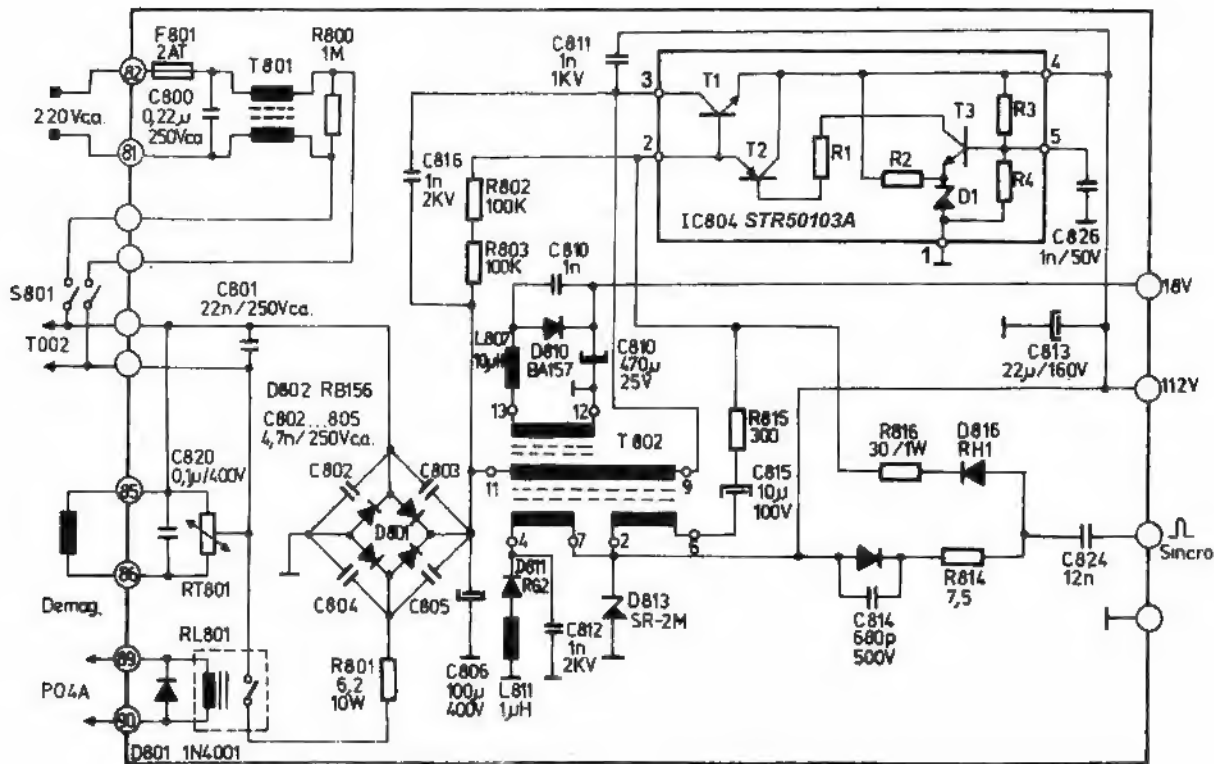 F801
2AT
R800
1M
T801
82
C800
0,22µ
250Vca
220Vca.
81
C811
1n
1KV
3
T1
4
T3
R3
5
2
T2
R1
R2
R4
D1
IC804 STR50103A
1
C826
1n/50V
C816
1n
2KV
R802
100K
R803
100K
C810
1n
18V
S801
C801
22n/250Vca.
T002
L807
10µH
D810
BA157
C810
470µ
25V
C813
22µ/160V
112V
D802 RB156
C802...805
4,7n/250Vca.
13
12
T802
R815
300
R816
30/1W
D816
RH1
C820
0,1µ/400V
C802
C803
11
9
C815
10µ
100V
85
D801
4
7
2
6
Sincro
86
RT801
C804
C805
D811
RG2
D813
SR-2M
R814
7,5
C824
12n
Demag.
C814
680p
500V
RL801
C812
1n
2KV
89
R801
6,2
10W
C806
100µ
400V
L811
1µH
P04A
90
D801 1N4001